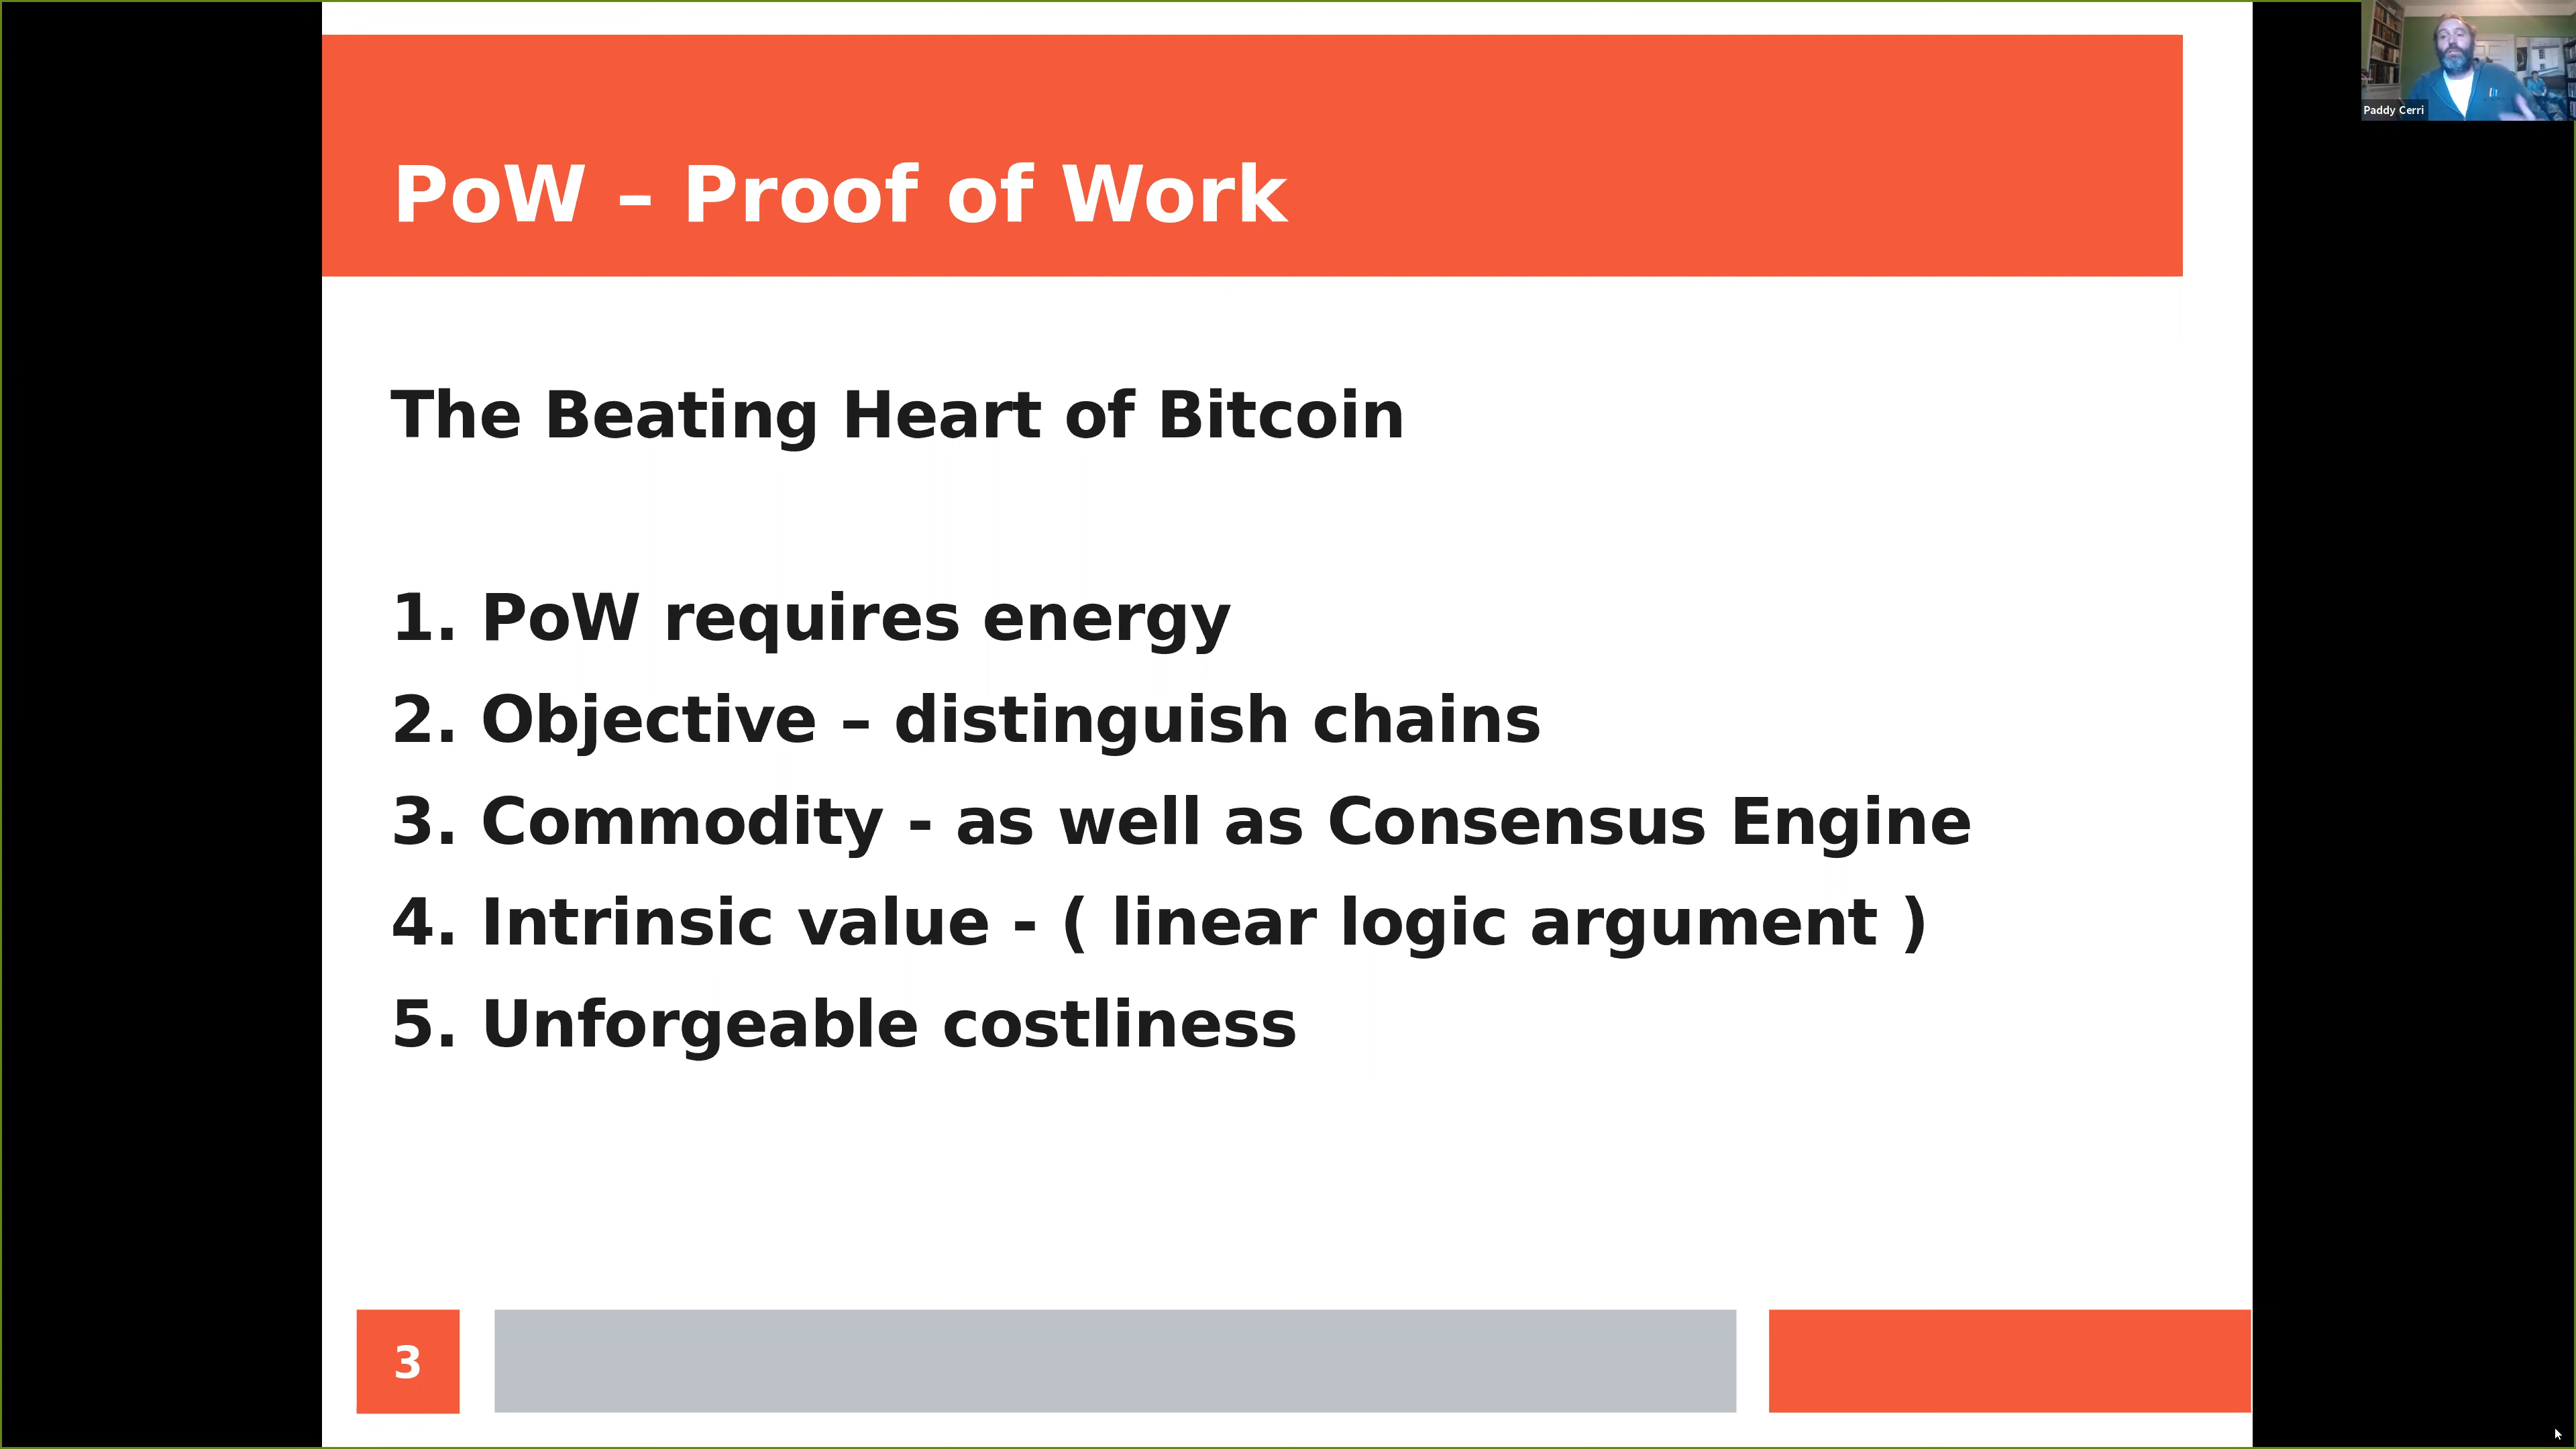 PoW – Proof of Work
Paddy Cerri
The Beating Heart of Bitcoin
1. PoW requires energy
2. Objective – distinguish chains
3. Commodity - as well as Consensus Engine
4. Intrinsic value - ( linear logic argument )
5. Unforgeable costliness
3